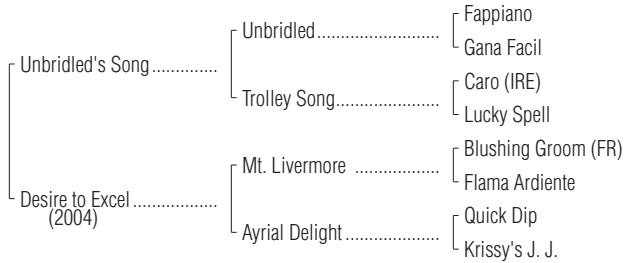 Fappiano
Unbridled
Gana Facil
Unbridled's Song
Caro (IRE)
Trolley Song
Lucky Spell
Blushing Groom (FR)
Mt. Livermore
Flama Ardiente
Desire to Excel
(2004)
Quick Dip
Ayrial Delight
Krissy's J. J.